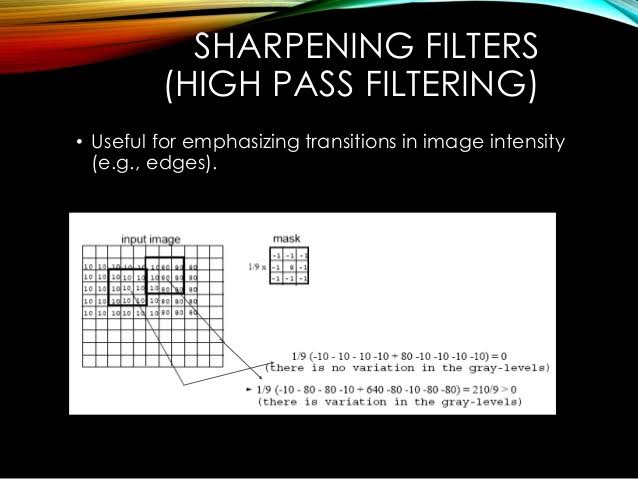 SHARPENING FILTERS
(HIGH PASS FILTERING)
• Useful for emphasizing transitions in image intensity
(e.g., edges).
input image
mask
-1 -1 -1
1/9 x -1 8 -1
-1 -1 -1
10 10 10 10 10 10 80 80 80
10 10 10 10 10 10 80 80 80
10 10 10 10 10 10 80 80 80
10 10 10 10 10 10 80 80 80
10 10 10 10 10 10 80 80 80
1/9 (-10 - 10 - 10 -10 + 80 -10 -10 -10 -10) = 0
(there is no variation in the gray-levels)
1/9 (-10 - 80 - 80 -10 + 640 -80 -10 -80 -80) = 210/9 > 0
(there is variation in the gray-levels)